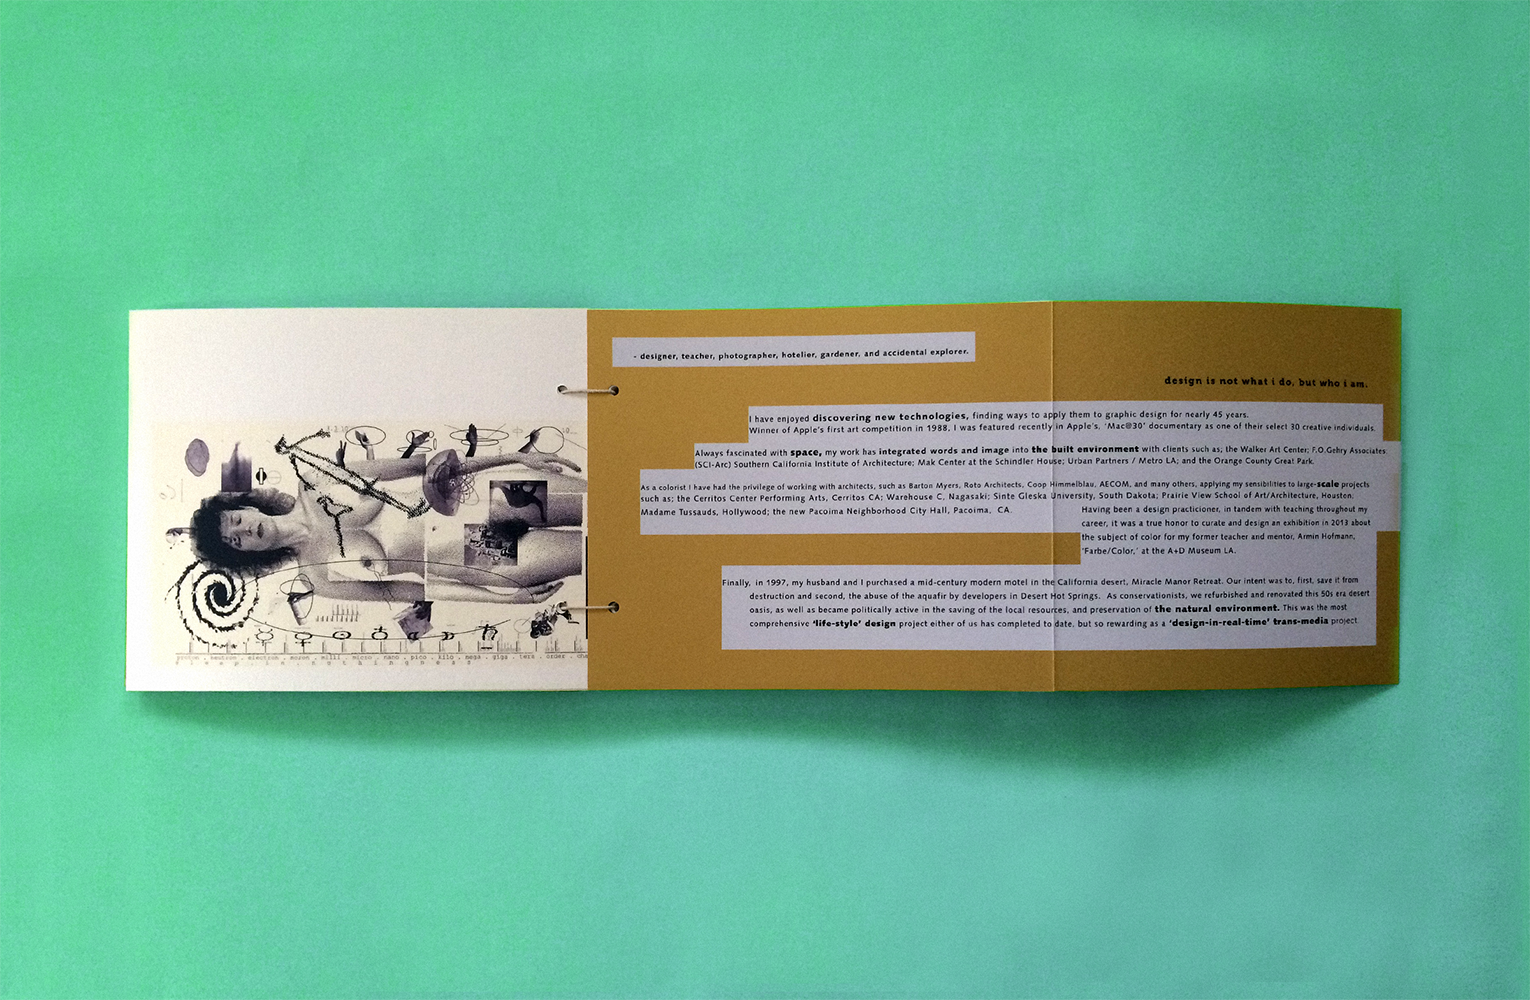 - designer, teacher, photographer, hotelier, gardener, and accidental explorer.
design is not what i do, but who i am.
I have enjoyed discovering new technologies, finding ways to apply them to graphic design for nearly 45 years.
Winner of Apple's first art competition in 1988, I was featured recently in Apple's, 'Mac@30' documentary as one of their select 30 creative individuals.
Always fascinated with space, my work has integrated words and image into the built environment with clients such as; the Walker Art Center; F.O.Gehry Associates
(SCI-Arc) Southern California Institute of Architecture; Mak Center at the Schindler House; Urban Partners / Metro LA; and the Orange County Great Park.
As a colorist I have had the privilege of working with architects, such as Barton Myers, Roto Architects, Coop Himmelblau, AECOM, and many others, applying my sensibilities to large-scale projects
such as; the Cerritos Center Performing Arts, Cerritos CA; Warehouse C, Nagasaki; Sinte Gleska University, South Dakota; Prairie View School of Art/Architecture, Houston;
Madame Tussauds, Hollywood; the new Pacoima Neighborhood City Hall, Pacoima, CA.
Having been a design practicioner, in tandem with teaching throughout my
career, it was a true honor to curate and design an exhibition in 2013 about
the subject of color for my former teacher and mentor, Armin Hofmann,
'Farbe/Color,' at the A+D Museum LA.
Finally, in 1997, my husband and I purchased a mid-century modern motel in the California desert, Miracle Manor Retreat. Our intent was to, first, save it from
destruction and second, the abuse of the aquafir by developers in Desert Hot Springs. As conservationists, we refurbished and renovated this 50s era desert
oasis, as well as became politically active in the saving of the local resources, and preservation of the natural environment. This was the most
comprehensive 'life-style' design project either of us has completed to date, but so rewarding as a 'design-in-real-time' trans-media project
proton . neutron . electron . moron . milli . micro . nano . pico . kilo . mega . giga . tera . order . cha